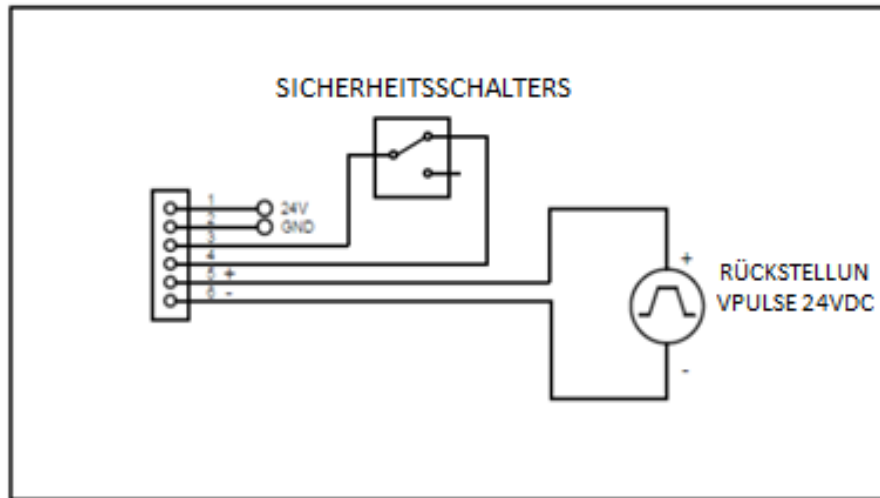 SICHERHEITSSCHALTERS
1
24V
2
GND
3
4
5 +
6 -
+
RÜCKSTELLUN
VPULSE 24VDC
-